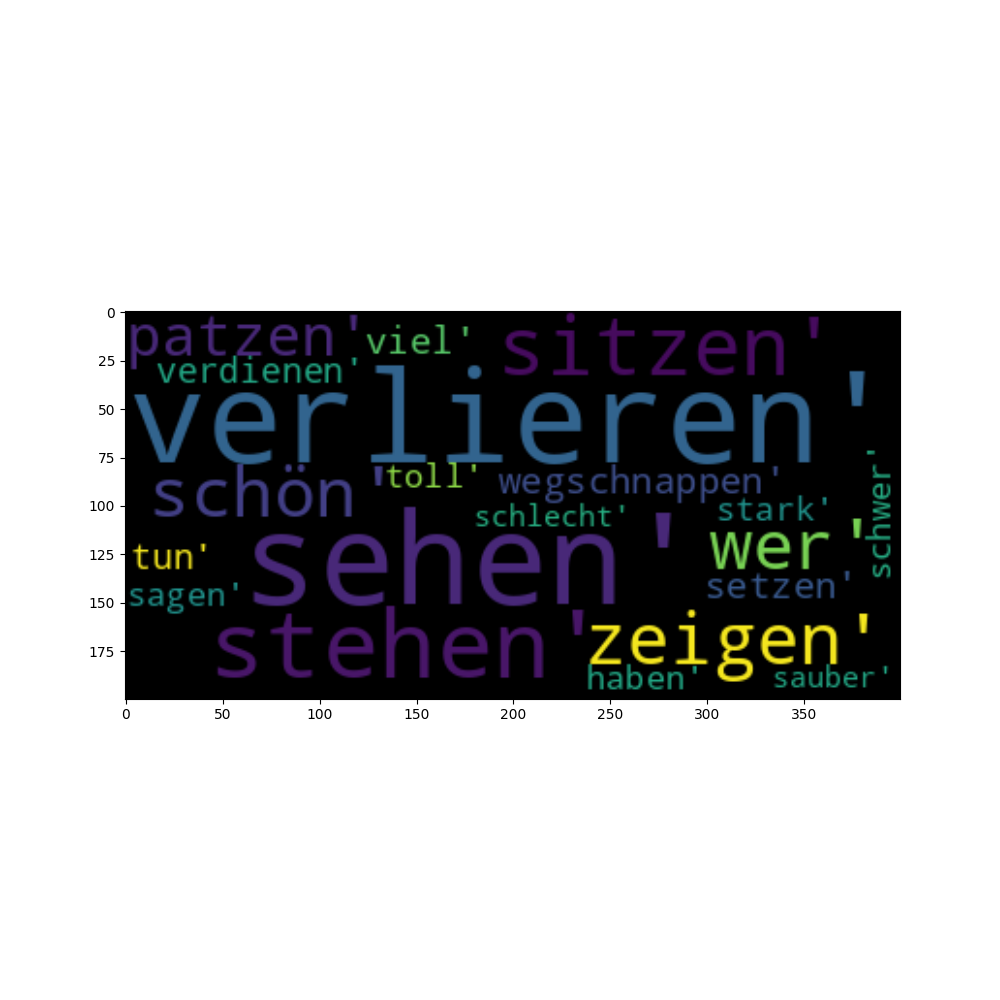 patzen' viel' sitzen'
verdienen'
verlieren'
schön' toll' wegschnappen' schwer'
schlecht' stark'
tun' sehen' wer'
sagen' setzen'
stehen' zeigen'
haben' sauber'
0
25
50
75
100
125
150
175
0 50 100 150 200 250 300 350